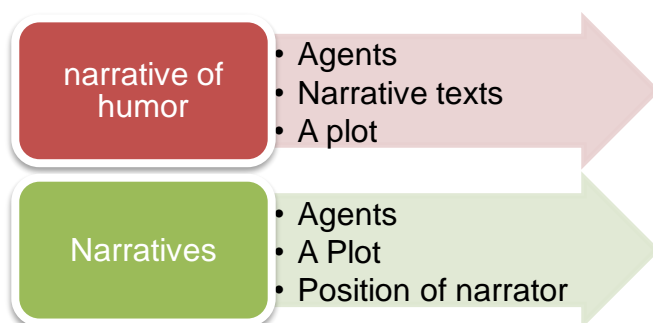 narrative of
humor
• Agents
• Narrative texts
• A plot
Narratives
• Agents
• A Plot
• Position of narrator